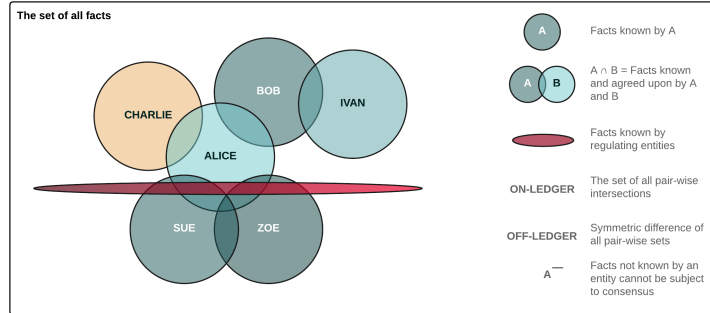 The set of all facts
CHARLIE
BOB
IVAN
ALICE
SUE
ZOE
A
Facts known by A
A
B
A ∩ B = Facts known
and agreed upon by A
and B
Facts known by
regulating entities
ON-LEDGER
The set of all pair-wise
intersections
OFF-LEDGER
Symmetric difference of
all pair-wise sets
A¯
Facts not known by an
entity cannot be subject
to consensus